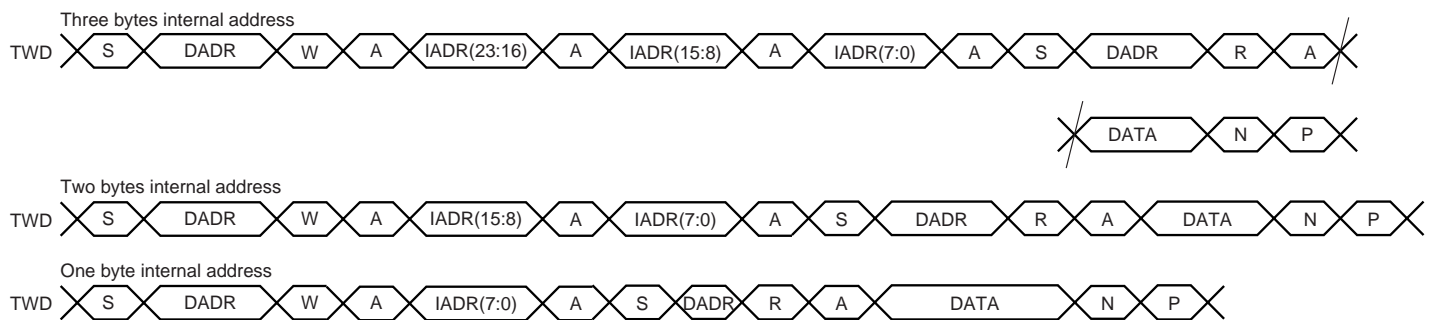 Three bytes internal address
TWD S DADR W A IADR(23:16) A IADR(15:8) A IADR(7:0) A S DADR R A
DATA N P
Two bytes internal address
TWD S DADR W A IADR(15:8) A IADR(7:0) A S DADR R A DATA N P
One byte internal address
TWD S DADR W A IADR(7:0) A S DADR R A DATA N P